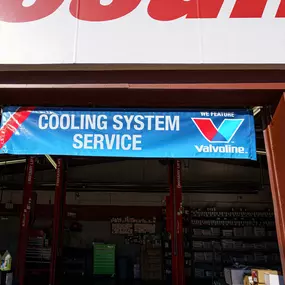 COOLING SYSTEM
SERVICE
WE FEATURE
Valvoline